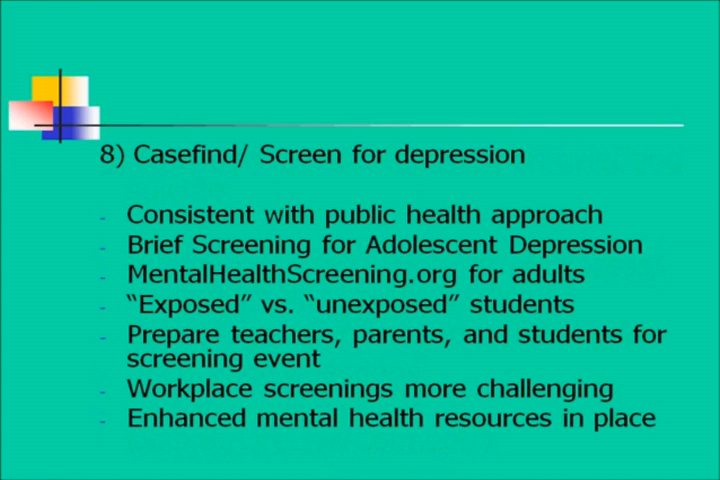 8) Casefind/ Screen for depression
- Consistent with public health approach
- Brief Screening for Adolescent Depression
- MentalHealthScreening.org for adults
- “Exposed” vs. “unexposed” students
- Prepare teachers, parents, and students for
screening event
- Workplace screenings more challenging
- Enhanced mental health resources in place